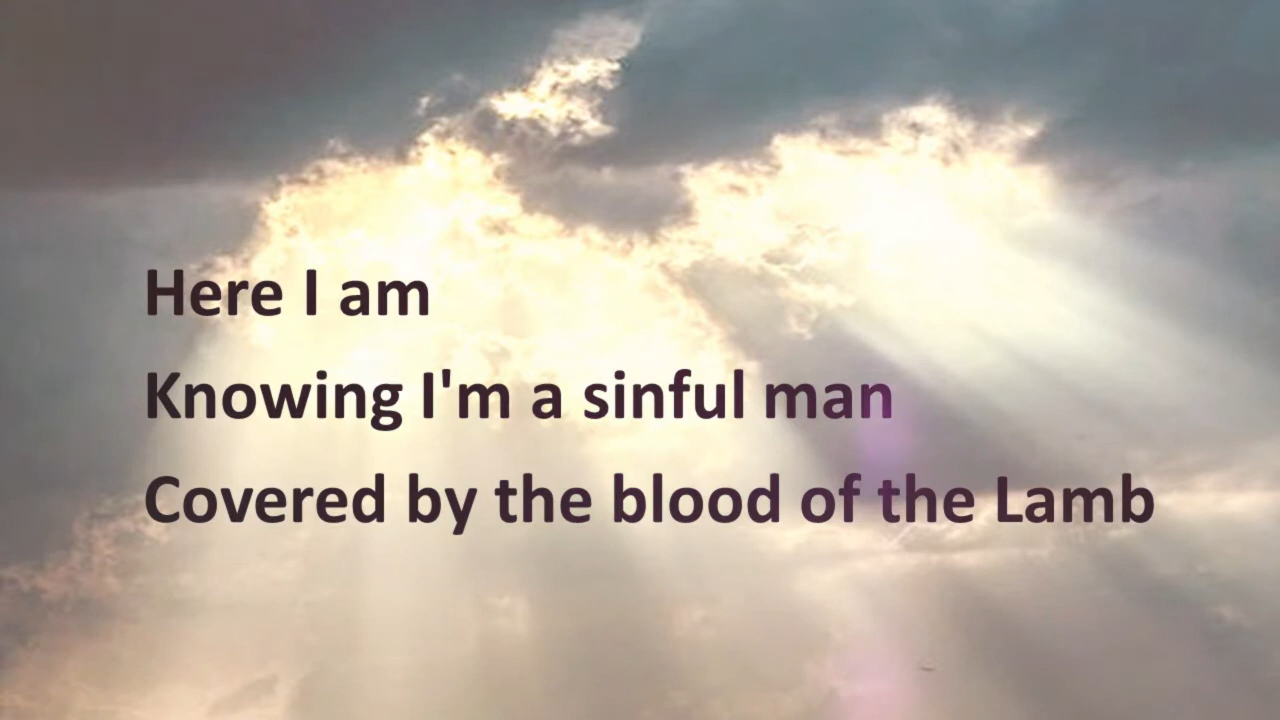 Here I am
Knowing I'm a sinful man
Covered by the blood of the Lamb